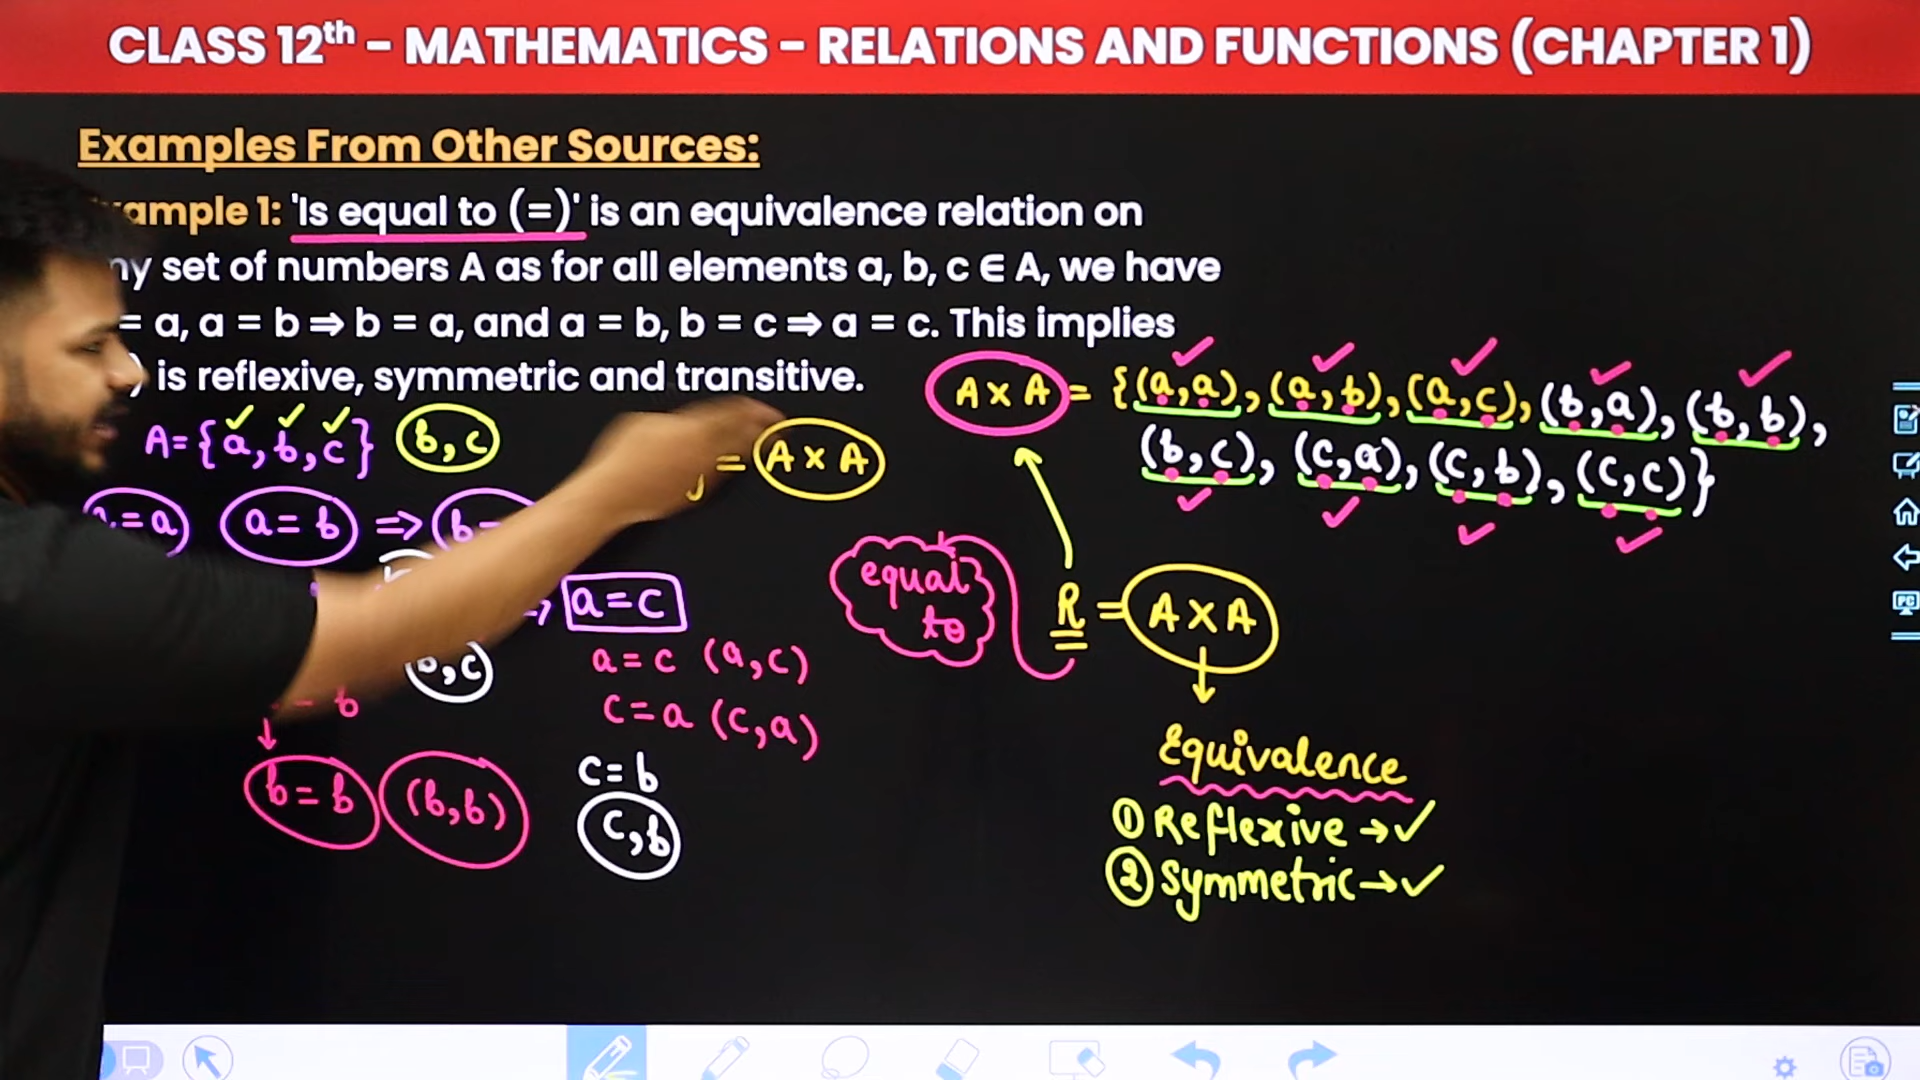 CLASS 12th - MATHEMATICS - RELATIONS AND FUNCTIONS (CHAPTER 1)
Examples From Other Sources:
ample 1: 'Is equal to (=)' is an equivalence relation on
ny set of numbers A as for all elements a, b, c ∈ A, we have
= a, a = b ⇒ b = a, and a = b, b = c ⇒ a = c. This implies
) is reflexive, symmetric and transitive.
A × A = {(a,a), (a,b), (a,c), (b,a), (b,b),
(b,c), (c,a), (c,b), (c,c)}
A = {a, b, c} b, c
= A × A
a = a a = b ⇒ b =
a = c
equal to
R = A × A
b, c
a = c (a,c)
c = a (c,a)
b
b = b (b,b)
c = b
c, b
Equivalence
① Reflexive → ✓
② Symmetric → ✓
PC